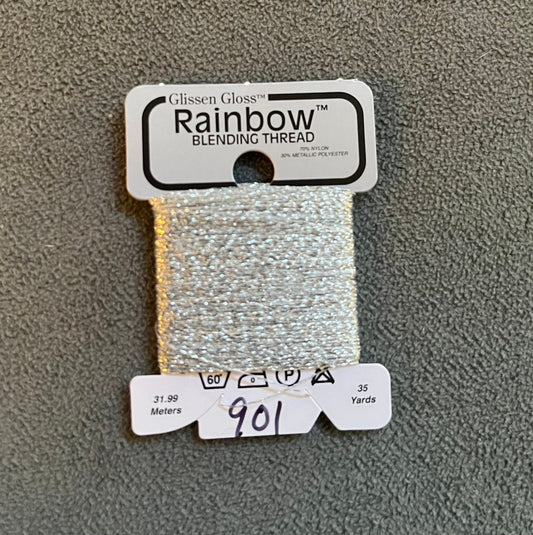 Glissen Gloss™
Rainbow™
BLENDING THREAD
70% NYLON
30% METALLIC POLYESTER
60°
P
31.99
Meters
35
Yards
901